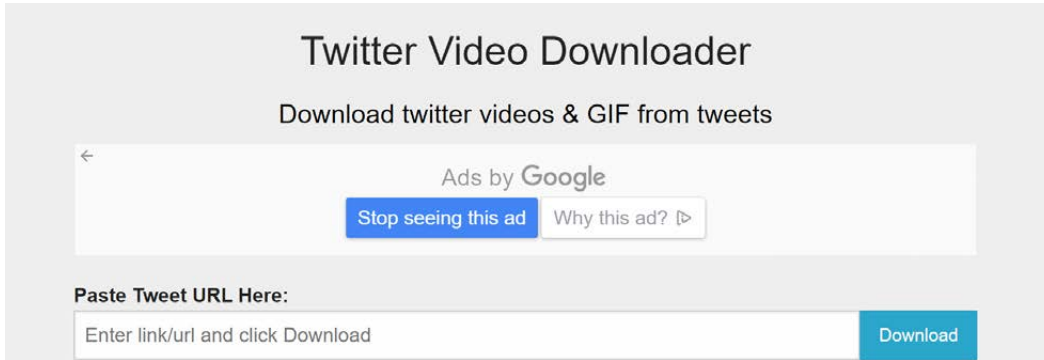 Twitter Video Downloader
Download twitter videos & GIF from tweets
Ads by Google
Stop seeing this ad Why this ad?
Paste Tweet URL Here:
Enter link/url and click Download Download